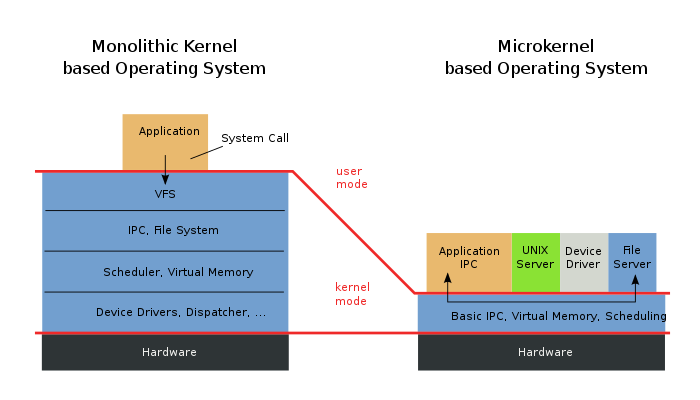 Monolithic Kernel
based Operating System
Microkernel
based Operating System
Application
System Call
user
mode
VFS
IPC, File System
Scheduler, Virtual Memory
Device Drivers, Dispatcher, ...
Hardware
kernel
mode
Application
IPC
UNIX
Server
Device
Driver
File
Server
Basic IPC, Virtual Memory, Scheduling
Hardware